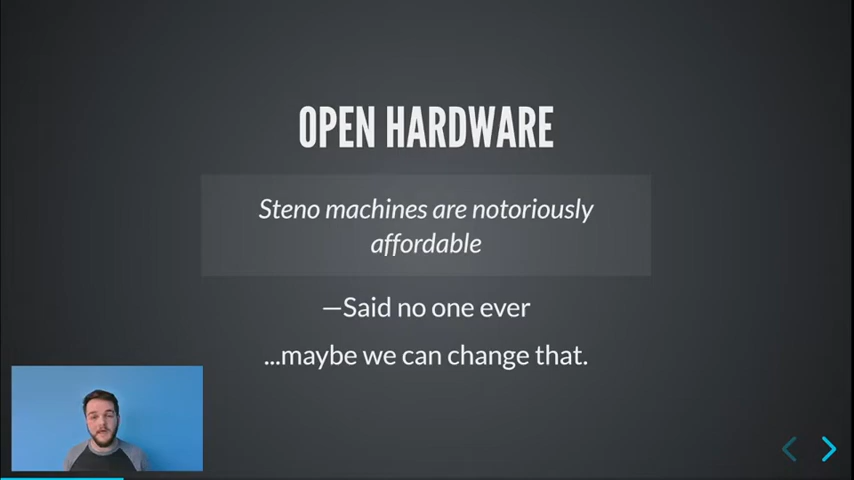 OPEN HARDWARE
Steno machines are notoriously
affordable
—Said no one ever
...maybe we can change that.